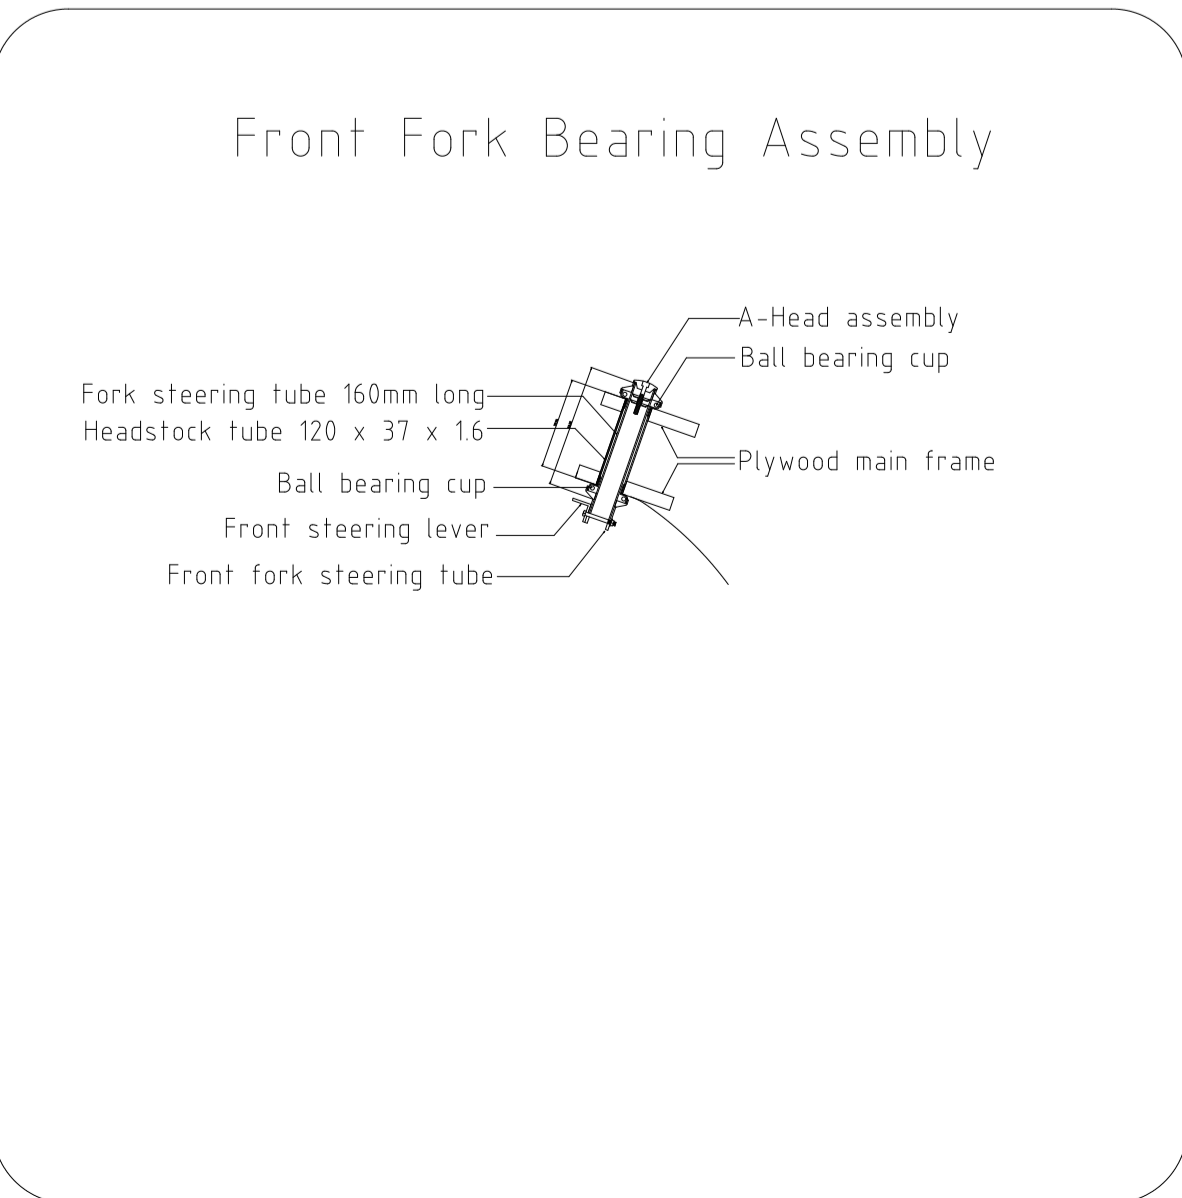 Front Fork Bearing Assembly
A-Head assembly
Ball bearing cup
Fork steering tube 160mm long
Headstock tube 120 x 37 x 1.6
Plywood main frame
Ball bearing cup
Front steering lever
Front fork steering tube